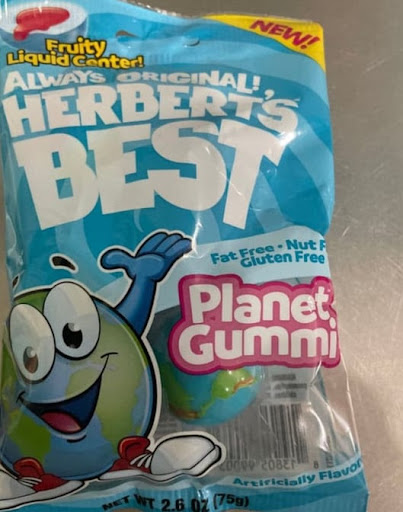 NEW!
Fruity
Liquid Center!
ALWAYS ORIGINAL!,
HERBERT'S
BEST
Fat Free • Nut F
Gluten Free
Planet
Gummi
Artificially Flavor
NET WT 2.6 OZ (75g)